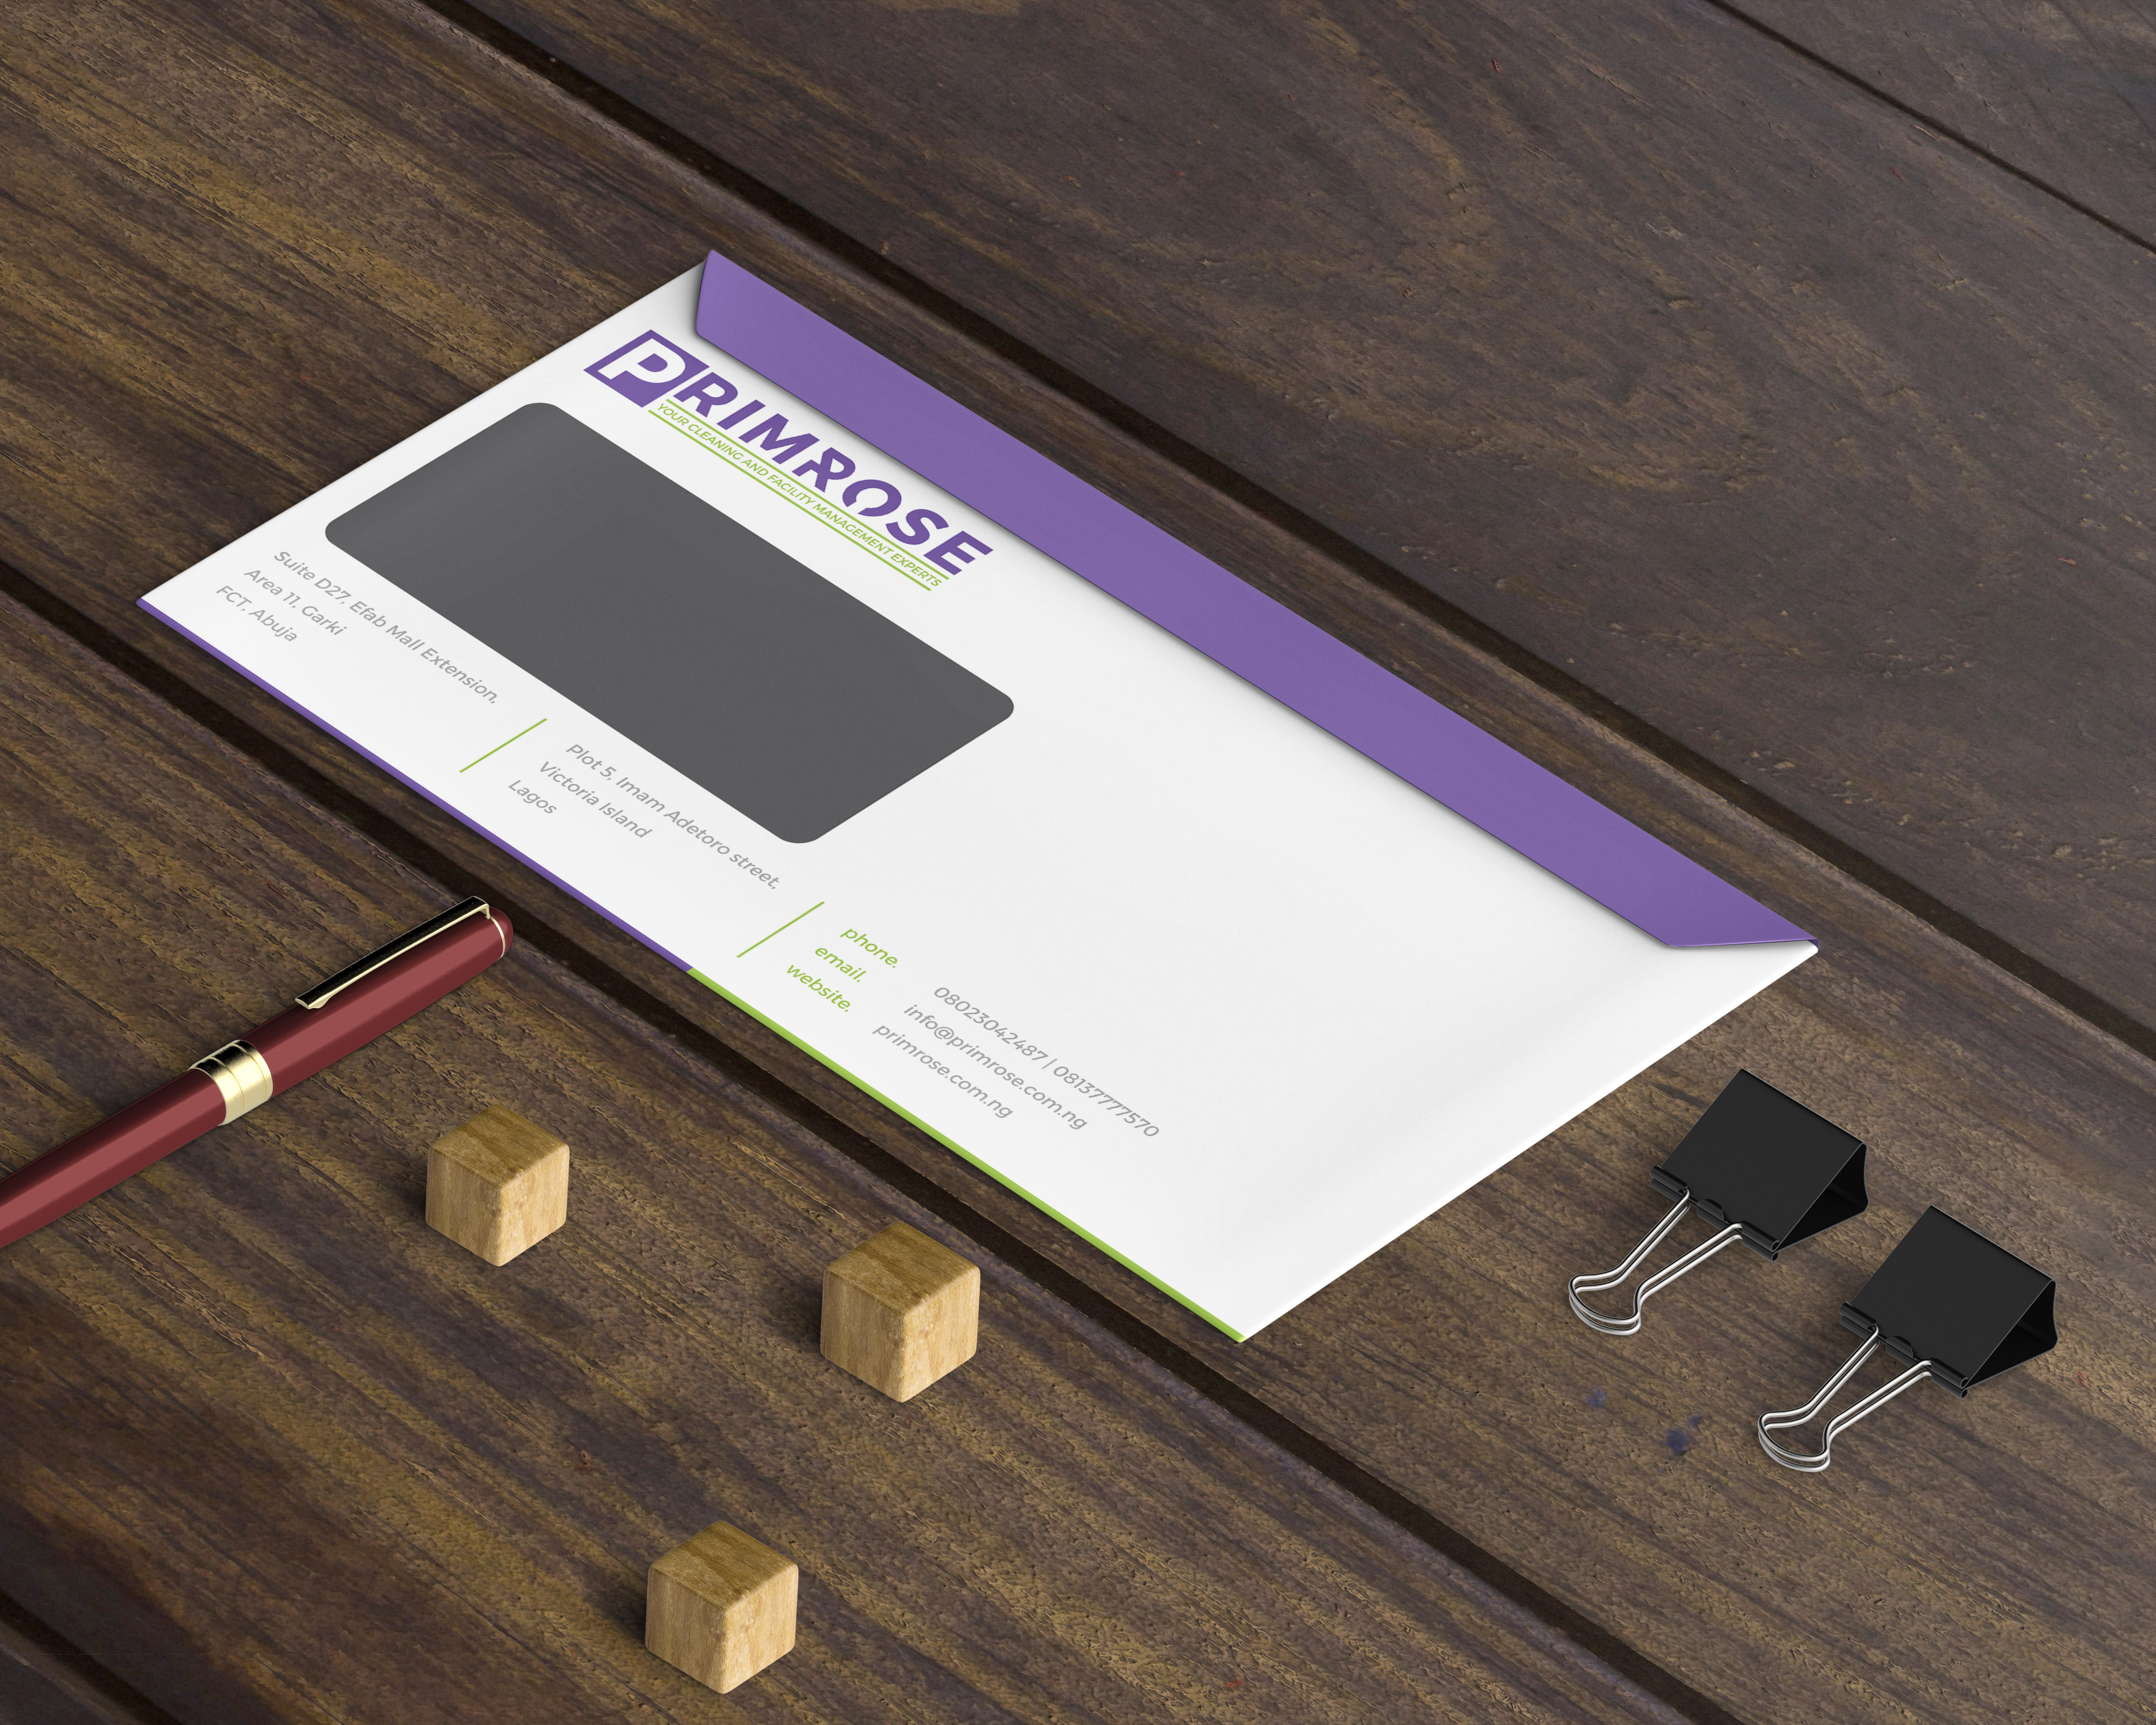 PRIMROSE
YOUR CLEANING AND FACILITY MANAGEMENT EXPERTS
Suite D27, Efab Mall Extension,
Area 11, Garki
FCT, Abuja
Plot 5, Imam Adetoro street,
Victoria Island
Lagos
phone. 08023042487 | 08137777570
email. info@primrose.com.ng
website. primrose.com.ng